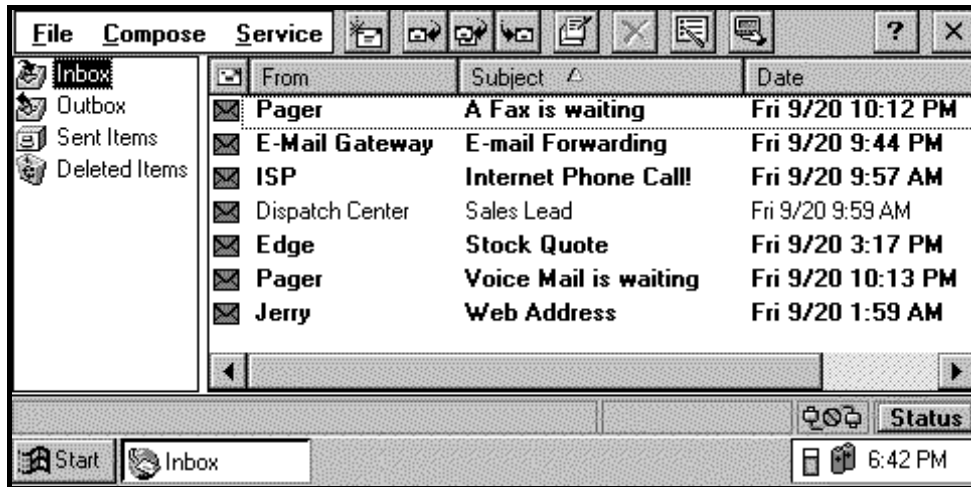 File Compose Service ? ×
Inbox
Outbox
Sent Items
Deleted Items
From Subject Date
Pager A Fax is waiting Fri 9/20 10:12 PM
E-Mail Gateway E-mail Forwarding Fri 9/20 9:44 PM
ISP Internet Phone Call! Fri 9/20 9:57 AM
Dispatch Center Sales Lead Fri 9/20 9:59 AM
Edge Stock Quote Fri 9/20 3:17 PM
Pager Voice Mail is waiting Fri 9/20 10:13 PM
Jerry Web Address Fri 9/20 1:59 AM
Status
Start Inbox 6:42 PM